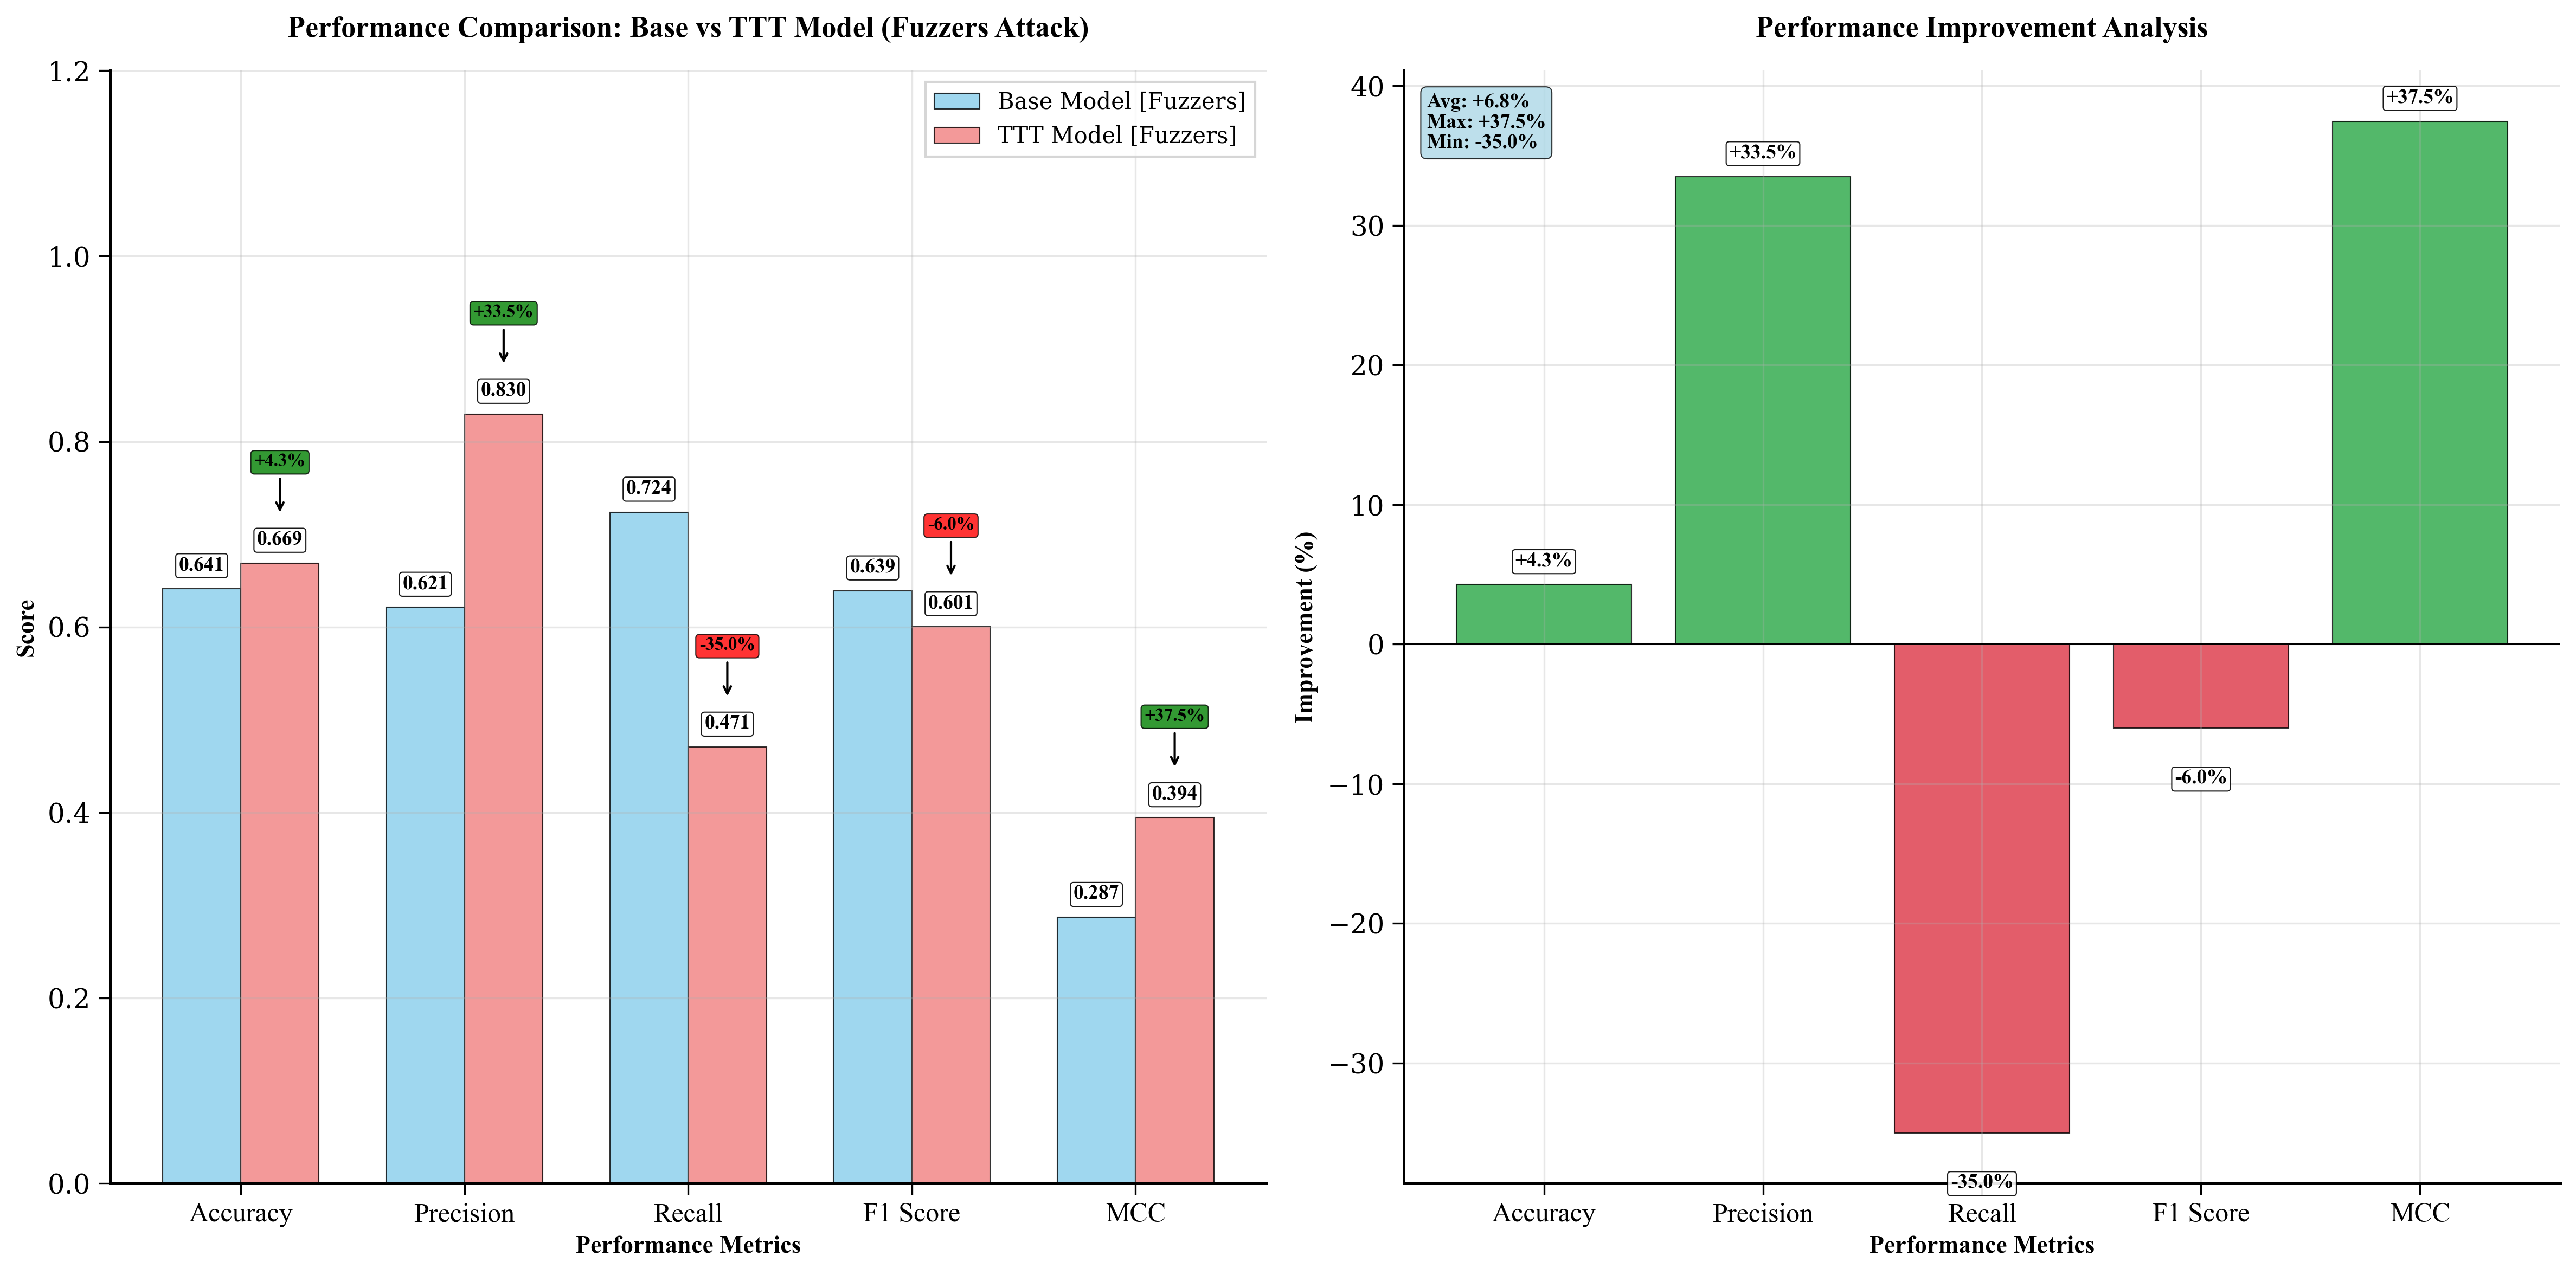 Performance Comparison: Base vs TTT Model (Fuzzers Attack)
Base Model [Fuzzers]
TTT Model [Fuzzers]
1.2
1.0
0.8
0.6
0.4
0.2
0.0
Score
+4.3%
0.641
0.669
+33.5%
0.621
0.830
0.724
-35.0%
0.471
-6.0%
0.639
0.601
+37.5%
0.287
0.394
Accuracy
Precision
Recall
F1 Score
MCC
Performance Metrics
Performance Improvement Analysis
Avg: +6.8%
Max: +37.5%
Min: -35.0%
40
30
20
10
0
−10
−20
−30
Improvement (%)
+4.3%
+33.5%
-35.0%
-6.0%
+37.5%
Accuracy
Precision
Recall
F1 Score
MCC
Performance Metrics